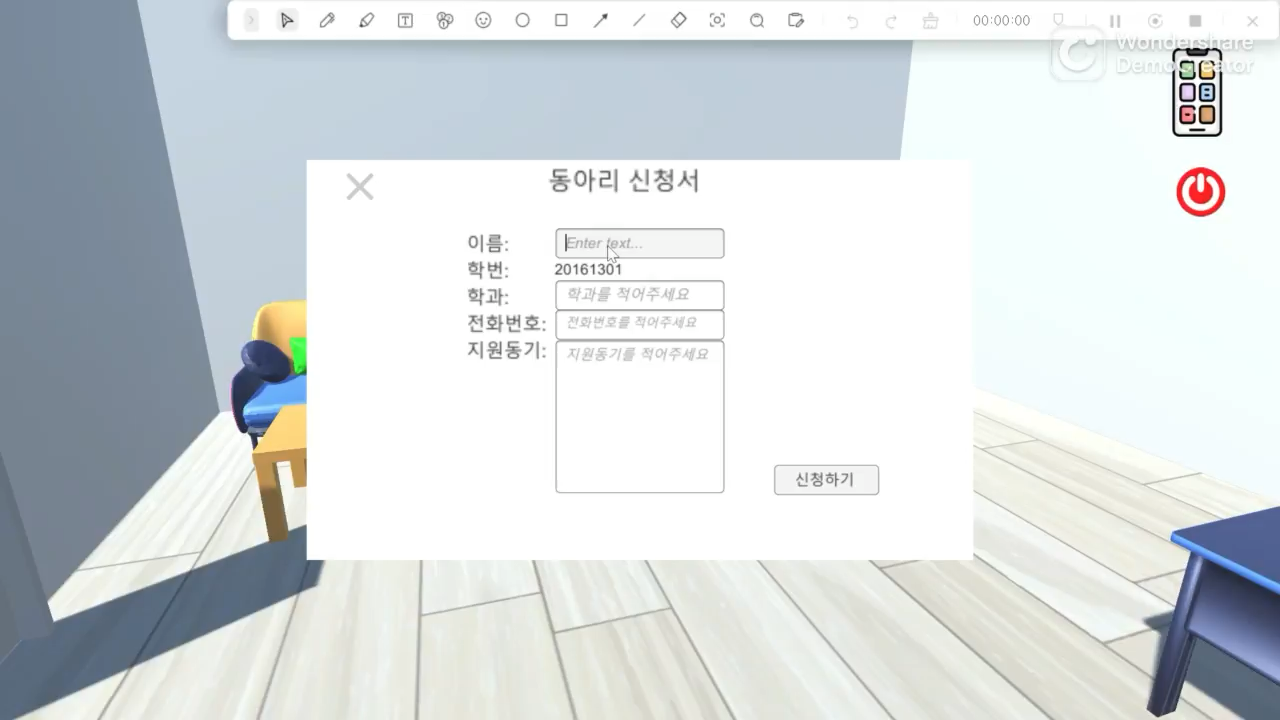 00:00:00
Wondershare
DemoCreator
동아리 신청서
이름: Enter text...
학번: 20161301
학과: 학과를 적어주세요
전화번호: 전화번호를 적어주세요
지원동기: 지원동기를 적어주세요
신청하기